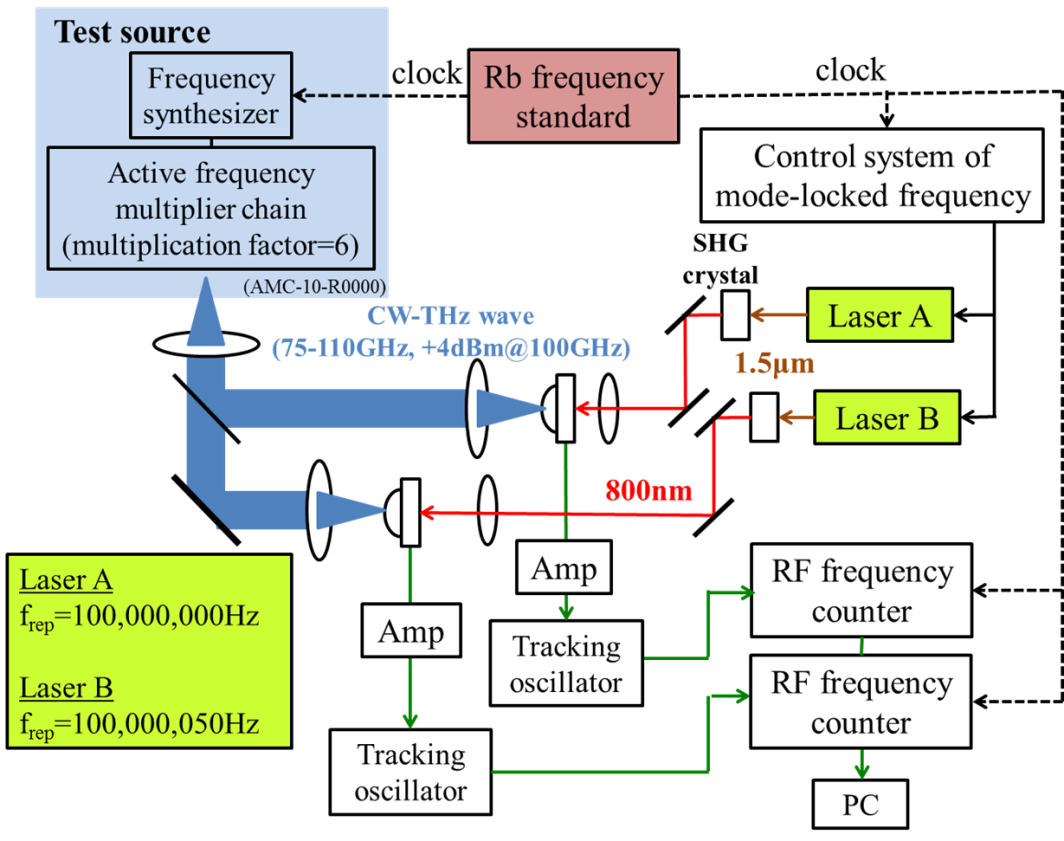 Test source
Frequency
synthesizer
Active frequency
multiplier chain
(multiplication factor=6)
(AMC-10-R0000)
clock
Rb frequency
standard
clock
Control system of
mode-locked frequency
SHG
crystal
Laser A
1.5μm
Laser B
CW-THz wave
(75-110GHz, +4dBm@100GHz)
800nm
Laser A
frep=100,000,000Hz
Laser B
frep=100,000,050Hz
Amp
Amp
Tracking
oscillator
Tracking
oscillator
RF frequency
counter
RF frequency
counter
PC